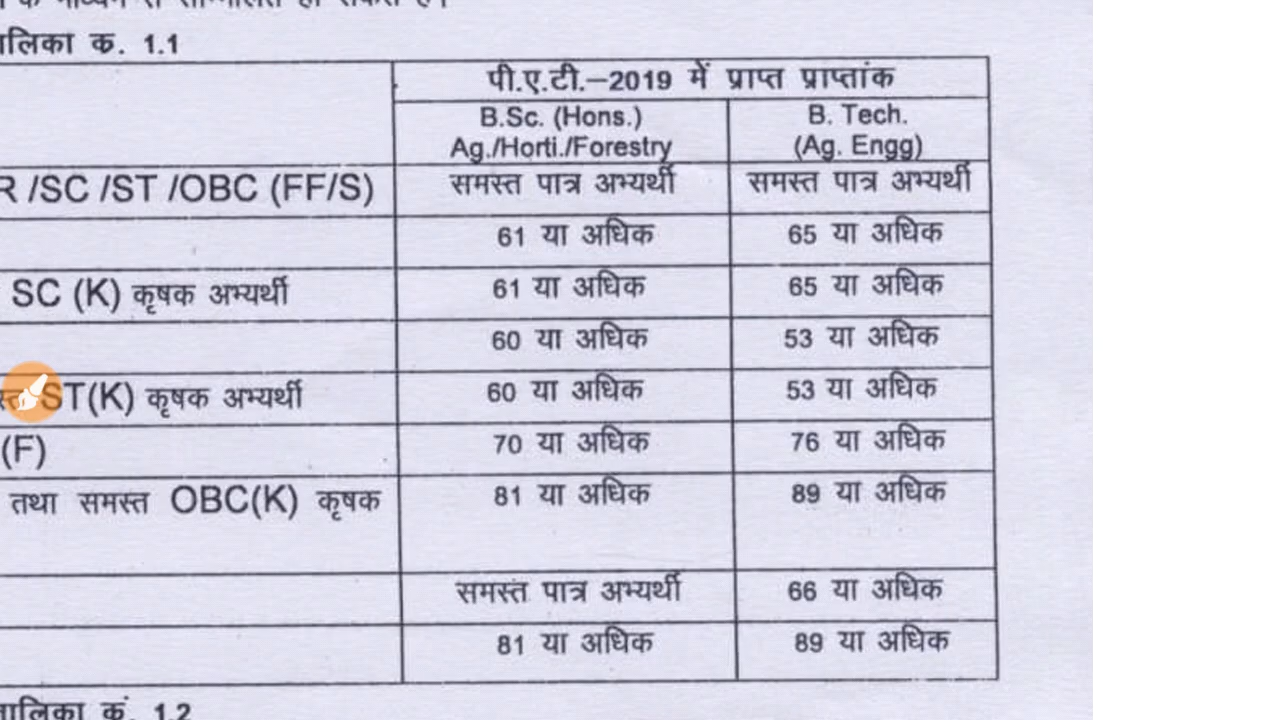 तालिका क. 1.1
पी.ए.टी.–2019 में प्राप्त प्राप्तांक
B.Sc. (Hons.) Ag./Horti./Forestry
B. Tech. (Ag. Engg)
R /SC /ST /OBC (FF/S) समस्त पात्र अभ्यर्थी समस्त पात्र अभ्यर्थी
61 या अधिक 65 या अधिक
SC (K) कृषक अभ्यर्थी 61 या अधिक 65 या अधिक
60 या अधिक 53 या अधिक
ST(K) कृषक अभ्यर्थी 60 या अधिक 53 या अधिक
(F) 70 या अधिक 76 या अधिक
तथा समस्त OBC(K) कृषक 81 या अधिक 89 या अधिक
समस्त पात्र अभ्यर्थी 66 या अधिक
81 या अधिक 89 या अधिक
तालिका कं. 1.2